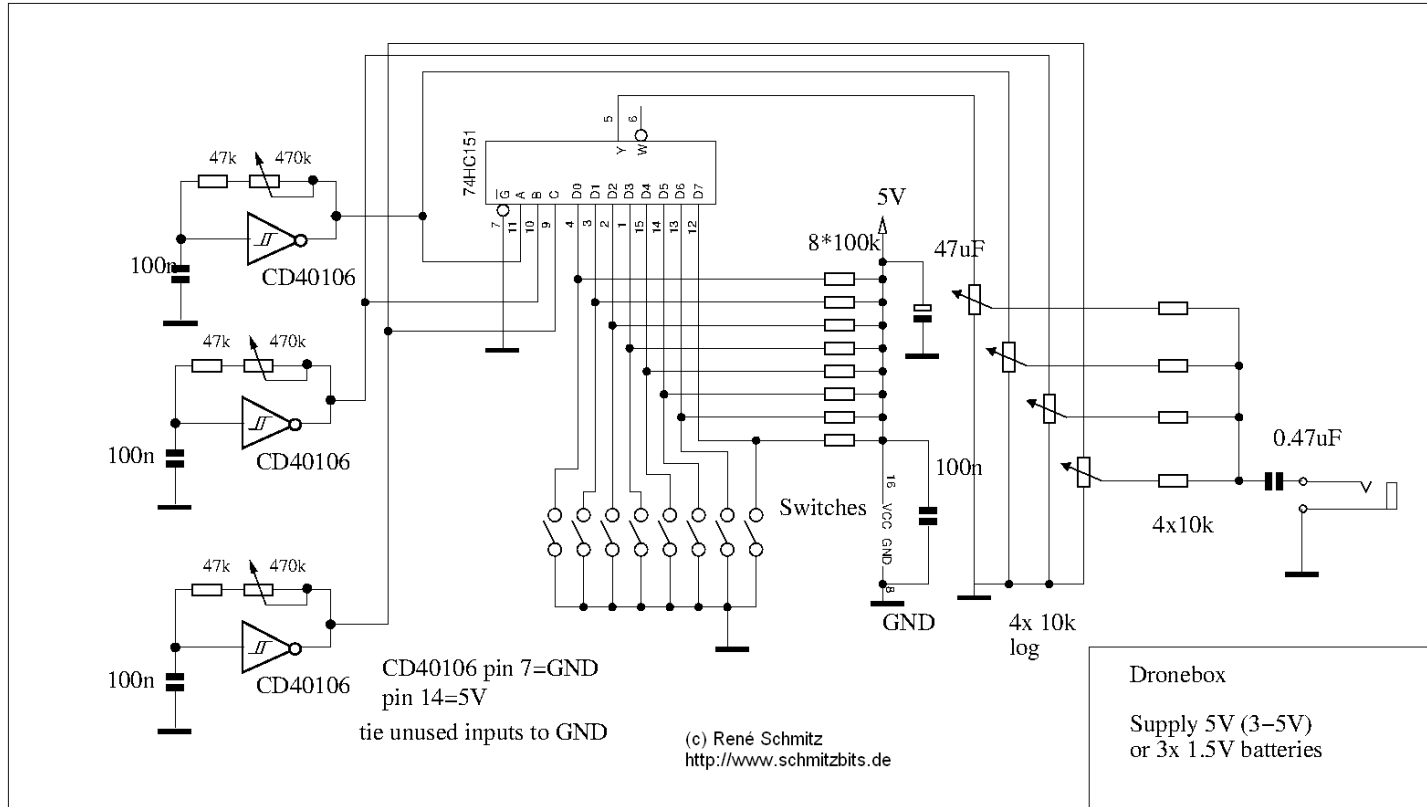 47k
470k
100n
CD40106
47k
470k
100n
CD40106
47k
470k
100n
CD40106
74HC151
5
6
Y
W
G
A
B
C
D0
D1
D2
D3
D4
D5
D6
D7
7
11
10
9
4
3
2
1
15
14
13
12
5V
8*100k
47uF
100n
Switches
16
VCC
GND
8
GND
4x 10k
log
4x10k
0.47uF
CD40106 pin 7=GND
pin 14=5V
tie unused inputs to GND
(c) René Schmitz
http://www.schmitzbits.de
Dronebox
Supply 5V (3−5V)
or 3x 1.5V batteries